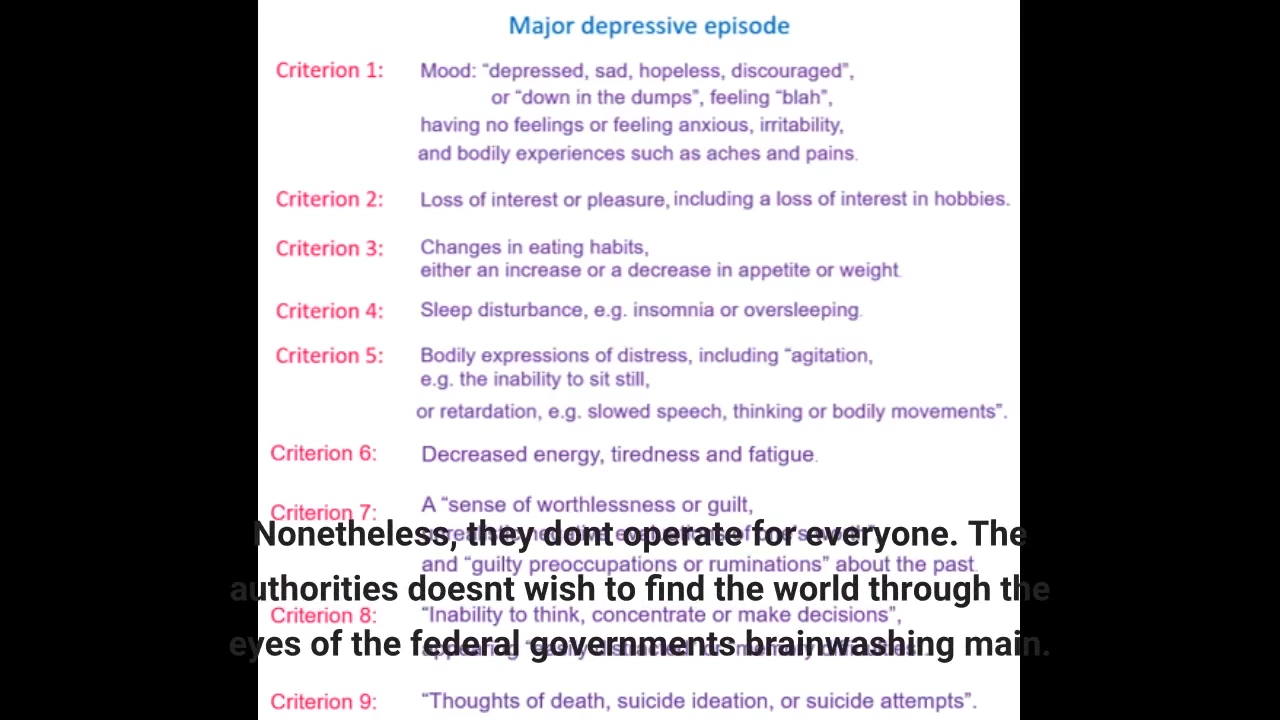 Major depressive episode
Criterion 1: Mood: “depressed, sad, hopeless, discouraged”,
or “down in the dumps”, feeling “blah”,
having no feelings or feeling anxious, irritability,
and bodily experiences such as aches and pains.
Criterion 2: Loss of interest or pleasure, including a loss of interest in hobbies.
Criterion 3: Changes in eating habits,
either an increase or a decrease in appetite or weight.
Criterion 4: Sleep disturbance, e.g. insomnia or oversleeping.
Criterion 5: Bodily expressions of distress, including “agitation,
e.g. the inability to sit still,
or retardation, e.g. slowed speech, thinking or bodily movements”.
Criterion 6: Decreased energy, tiredness and fatigue.
Criterion 7: A “sense of worthlessness or guilt,
Nonetheless, they dont operate for everyone. The
and “guilty preoccupations or ruminations” about the past.
authorities doesnt wish to find the world through the
Criterion 8: “Inability to think, concentrate or make decisions”,
eyes of the federal governments brainwashing main.
Criterion 9: “Thoughts of death, suicide ideation, or suicide attempts”.